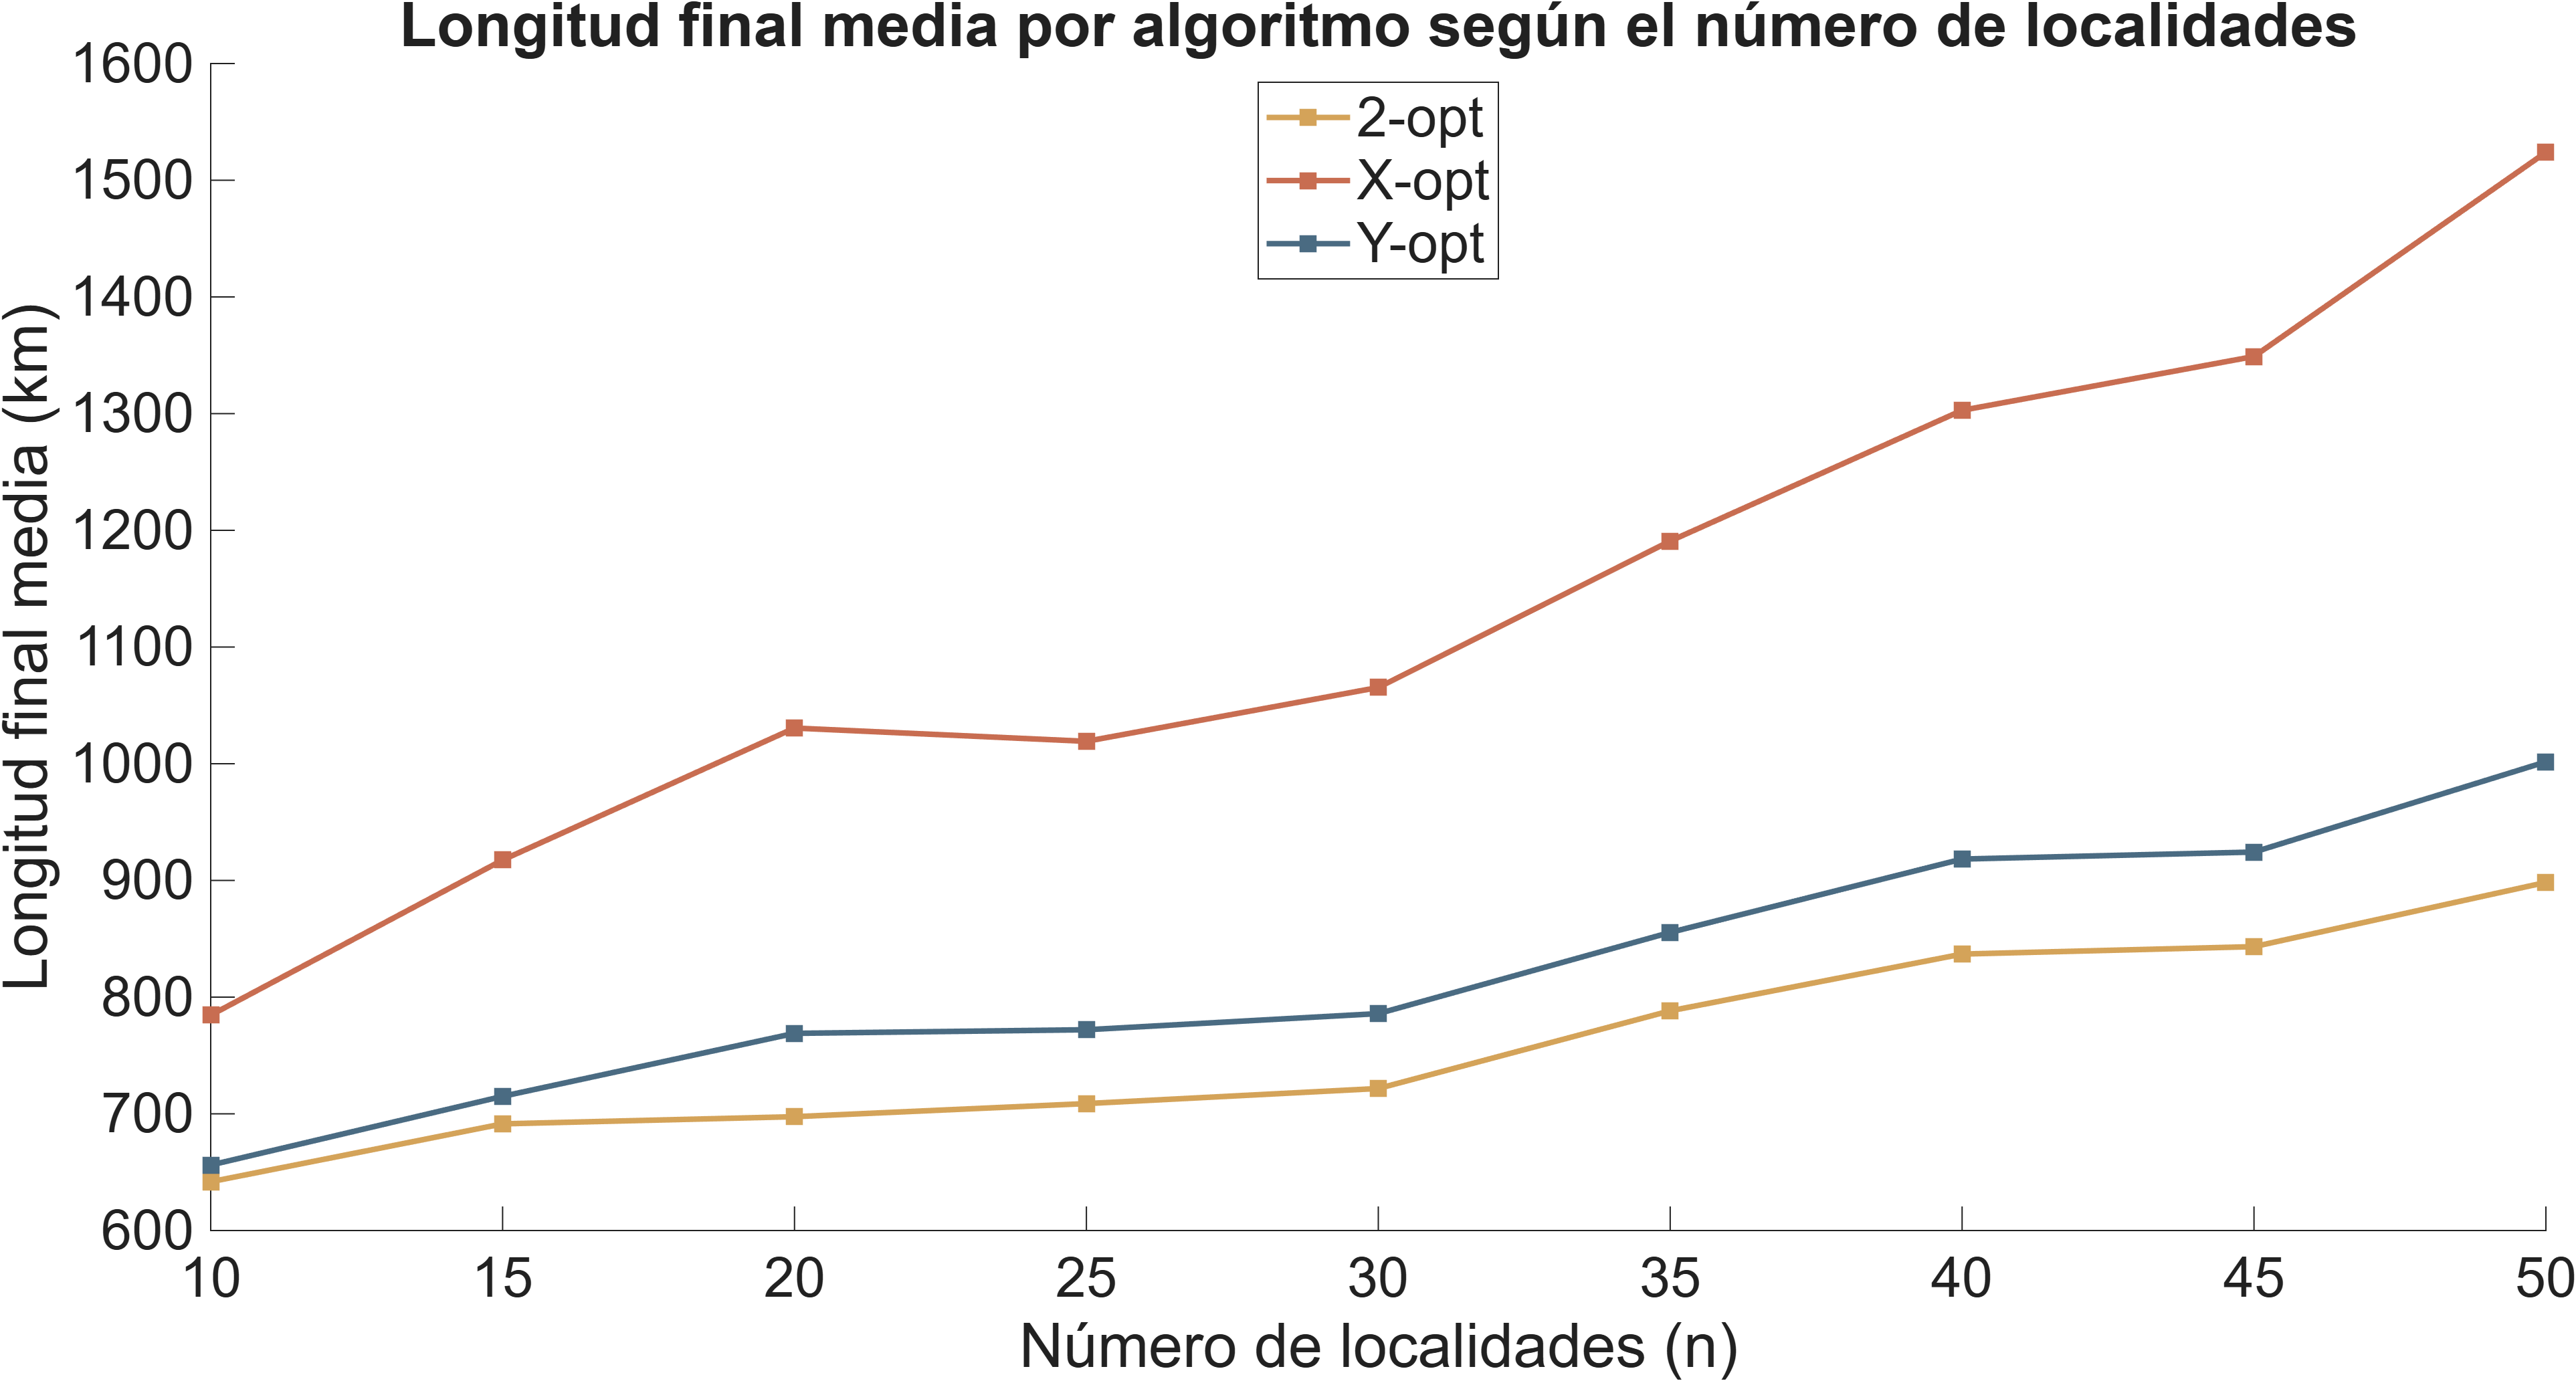 Longitud final media por algoritmo según el número de localidades
2-opt
X-opt
Y-opt
Longitud final media (km)
1600
1500
1400
1300
1200
1100
1000
900
800
700
600
10 15 20 25 30 35 40 45 50
Número de localidades (n)